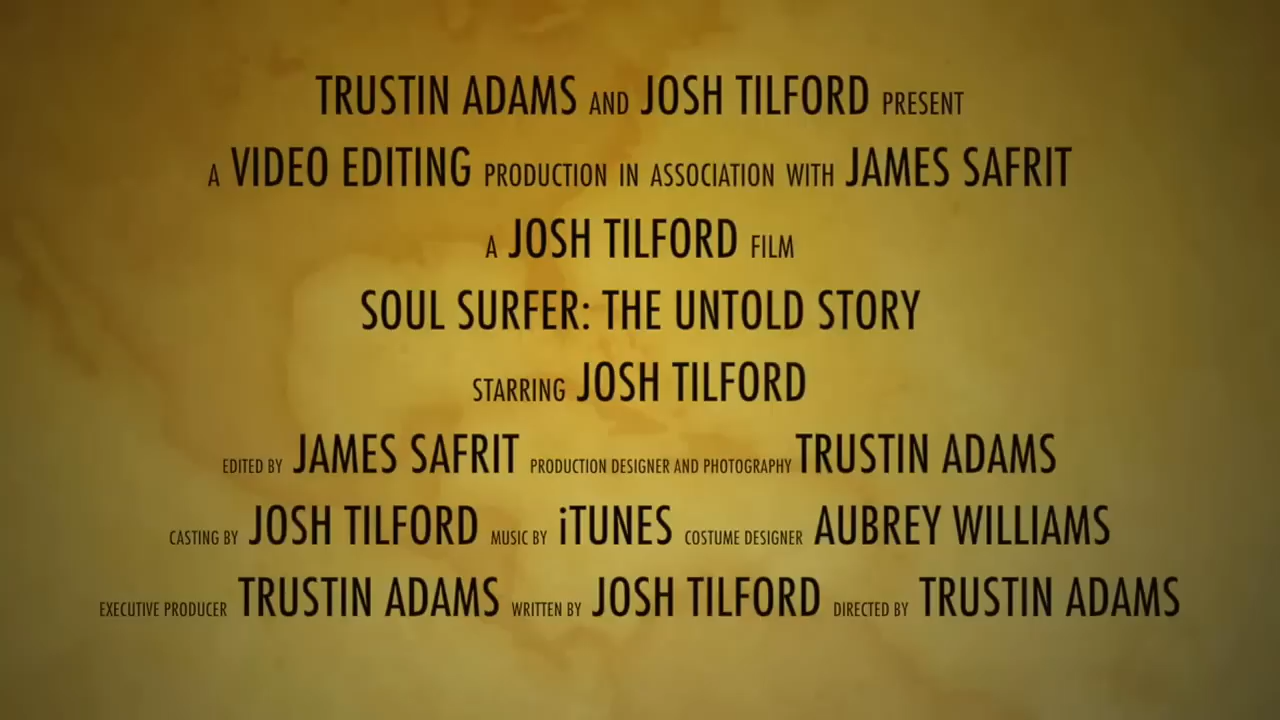 TRUSTIN ADAMS AND JOSH TILFORD PRESENT
A VIDEO EDITING PRODUCTION IN ASSOCIATION WITH JAMES SAFRIT
A JOSH TILFORD FILM
SOUL SURFER: THE UNTOLD STORY
STARRING JOSH TILFORD
EDITED BY JAMES SAFRIT PRODUCTION DESIGNER AND PHOTOGRAPHY TRUSTIN ADAMS
CASTING BY JOSH TILFORD MUSIC BY iTUNES COSTUME DESIGNER AUBREY WILLIAMS
EXECUTIVE PRODUCER TRUSTIN ADAMS WRITTEN BY JOSH TILFORD DIRECTED BY TRUSTIN ADAMS